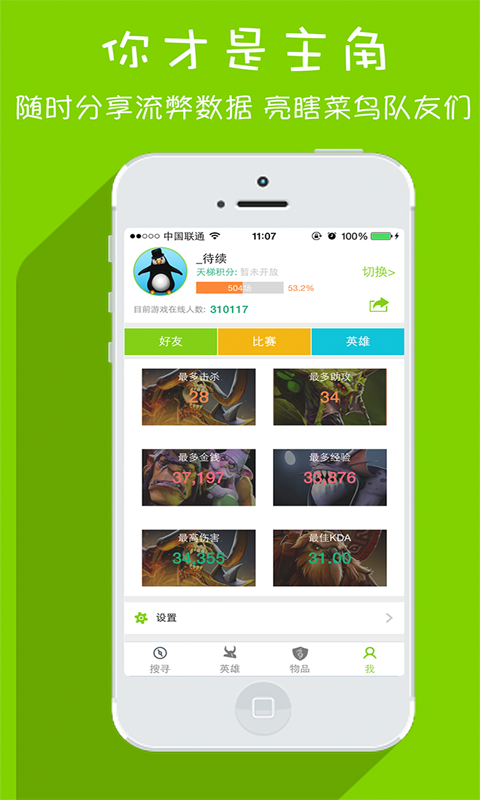 你才是主角
随时分享流弊数据 亮瞎菜鸟队友们
中国联通 11:07 100%
_待续
天梯积分: 暂未开放
切换>
504场 53.2%
目前游戏在线人数: 310117
好友 比赛 英雄
最多击杀 最多助攻
28 34
最多金钱 最多经验
37,197 33,876
最高伤害 最佳KDA
34,355 31.00
设置
搜寻 英雄 物品 我